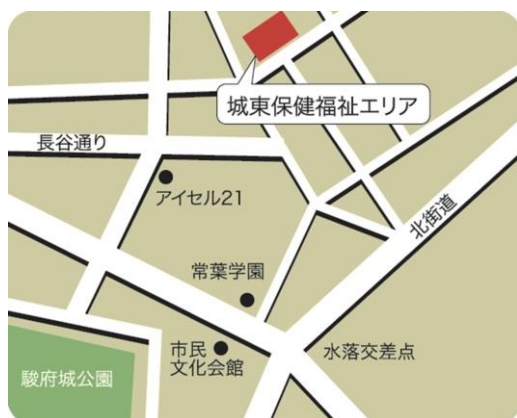 城東保健福祉エリア
長谷通り
アイセル21
北街道
常葉学園
市民
文化会館
水落交差点
駿府城公園